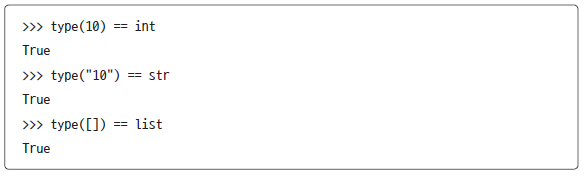 >>> type(10) == int
True
>>> type("10") == str
True
>>> type([]) == list
True